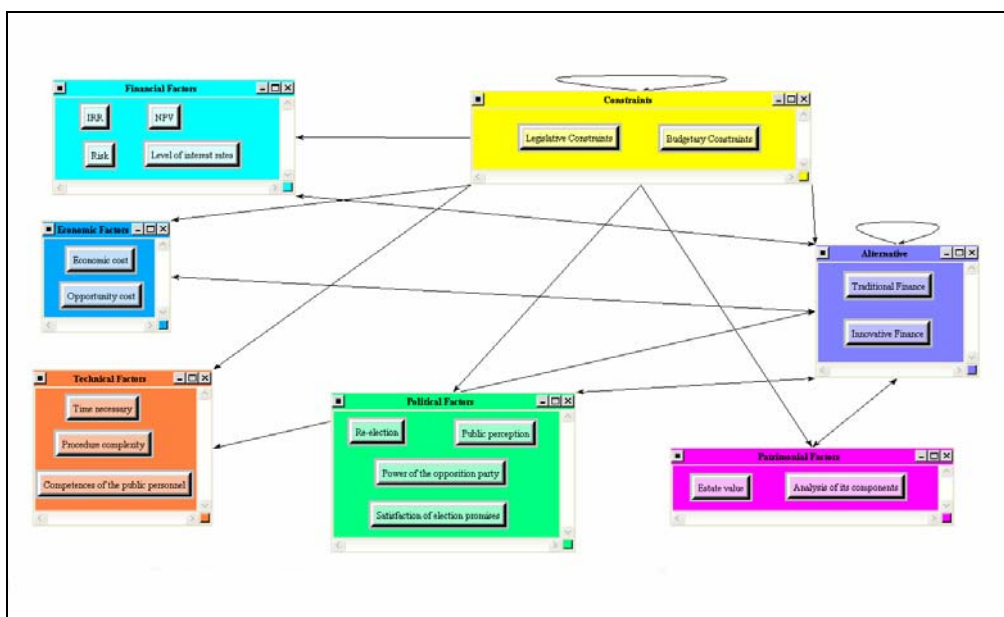 Financial Factors
IRR
NPV
Risk
Level of interest rates
Constraints
Legislative Constraints
Budgetary Constraints
Economic Factors
Economic cost
Opportunity cost
Alternative
Traditional Finance
Innovative Finance
Technical Factors
Time necessary
Procedure complexity
Competences of the public personnel
Political Factors
Re-election
Public perception
Power of the opposition party
Satisfaction of election promises
Patrimonial Factors
Estate value
Analysis of its components